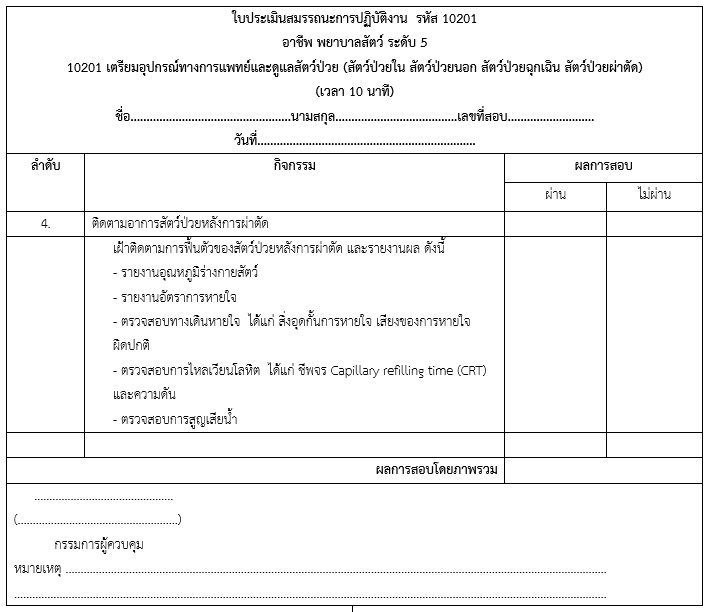 ใบประเมินสมรรถนะการปฏิบัติงาน รหัส 10201
อาชีพ พยาบาลสัตว์ ระดับ 5
10201 เตรียมอุปกรณ์ทางการแพทย์และดูแลสัตว์ป่วย (สัตว์ป่วยใน สัตว์ป่วยนอก สัตว์ป่วยฉุกเฉิน สัตว์ป่วยผ่าตัด)
(เวลา 10 นาที)
ชื่อ..................................................นามสกุล......................................เลขที่สอบ...........................
วันที่....................................................................
ลำดับ กิจกรรม ผลการสอบ
ผ่าน ไม่ผ่าน
4. ติดตามอาการสัตว์ป่วยหลังการผ่าตัด
เฝ้าติดตามการฟื้นตัวของสัตว์ป่วยหลังการผ่าตัด และรายงานผล ดังนี้
- รายงานอุณหภูมิร่างกายสัตว์
- รายงานอัตราการหายใจ
- ตรวจสอบทางเดินหายใจ ได้แก่ สิ่งอุดกั้นการหายใจ เสียงของการหายใจ
ผิดปกติ
- ตรวจสอบการไหลเวียนโลหิต ได้แก่ ชีพจร Capillary refilling time (CRT)
และความดัน
- ตรวจสอบการสูญเสียน้ำ
ผลการสอบโดยภาพรวม
..............................................
(.....................................................)
กรรมการผู้ควบคุม
หมายเหตุ ....................................................................................................
....................................................................................................